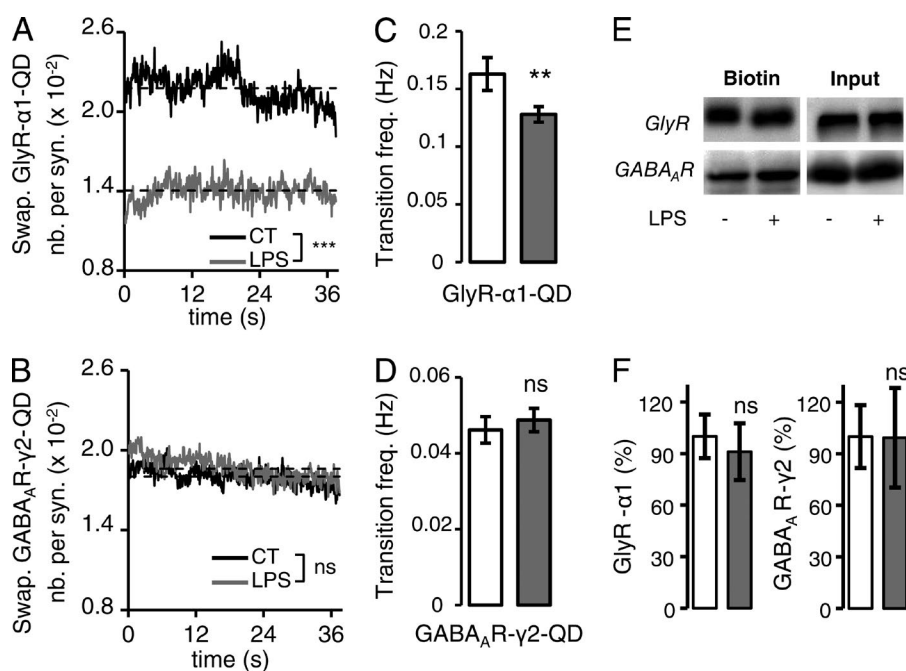 A
Swap. GlyR-α1-QD
nb. per syn. (x 10-2)
2.6
2.0
1.4
0.8
CT
LPS
***
0 12 24 36
time (s)
B
Swap. GABAAR-γ2-QD
nb. per syn. (x 10-2)
2.6
2.0
1.4
0.8
CT
LPS
ns
0 12 24 36
time (s)
C
Transition freq. (Hz)
0.2
0.15
0.1
0.05
0
**
GlyR-α1-QD
D
Transition freq. (Hz)
0.06
0.04
0.02
0
ns
GABAAR-γ2-QD
E
Biotin Input
GlyR
GABAAR
LPS - + - +
F
GlyR -α1 (%)
120
90
60
30
0
ns
GABAA R-γ2 (%)
120
90
60
30
0
ns